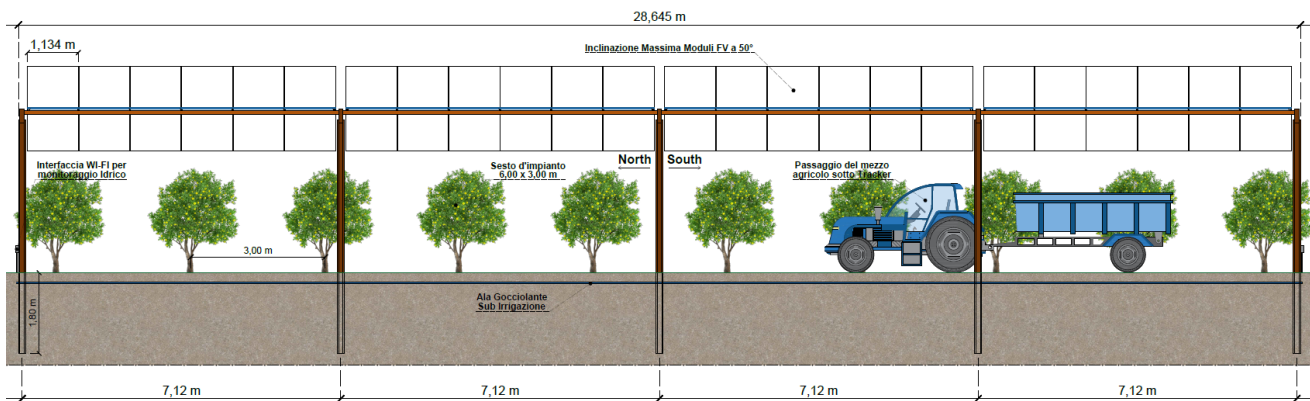 28,645 m
1,134 m
Inclinazione Massima Moduli FV a 50°
Interfaccia WI-FI per
monitoraggio Idrico
Sesto d'impianto
6,00 x 3,00 m
North
South
Passaggio del mezzo
agricolo sotto Tracker
3,00 m
Ala Gocciolante
Sub Irrigazione
1,80 m
7,12 m
7,12 m
7,12 m
7,12 m